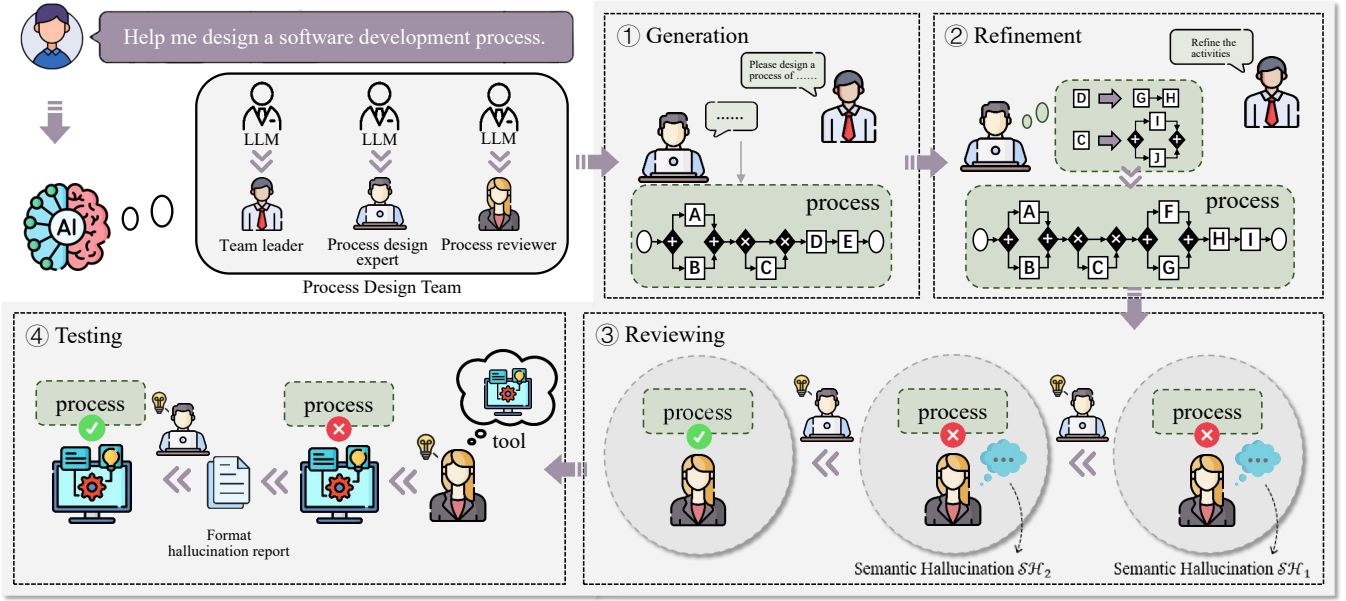 Help me design a software development process.
AI
LLM
LLM
LLM
Team leader
Process design
expert
Process reviewer
Process Design Team
① Generation
Please design a
process of ......
......
process
A
B
C
D
E
② Refinement
Refine the
activities
D
G
H
C
I
J
process
A
B
C
F
G
H
I
③ Reviewing
process
Semantic Hallucination 𝒮ℋ₁
process
Semantic Hallucination 𝒮ℋ₂
process
④ Testing
tool
process
Format
hallucination report
process